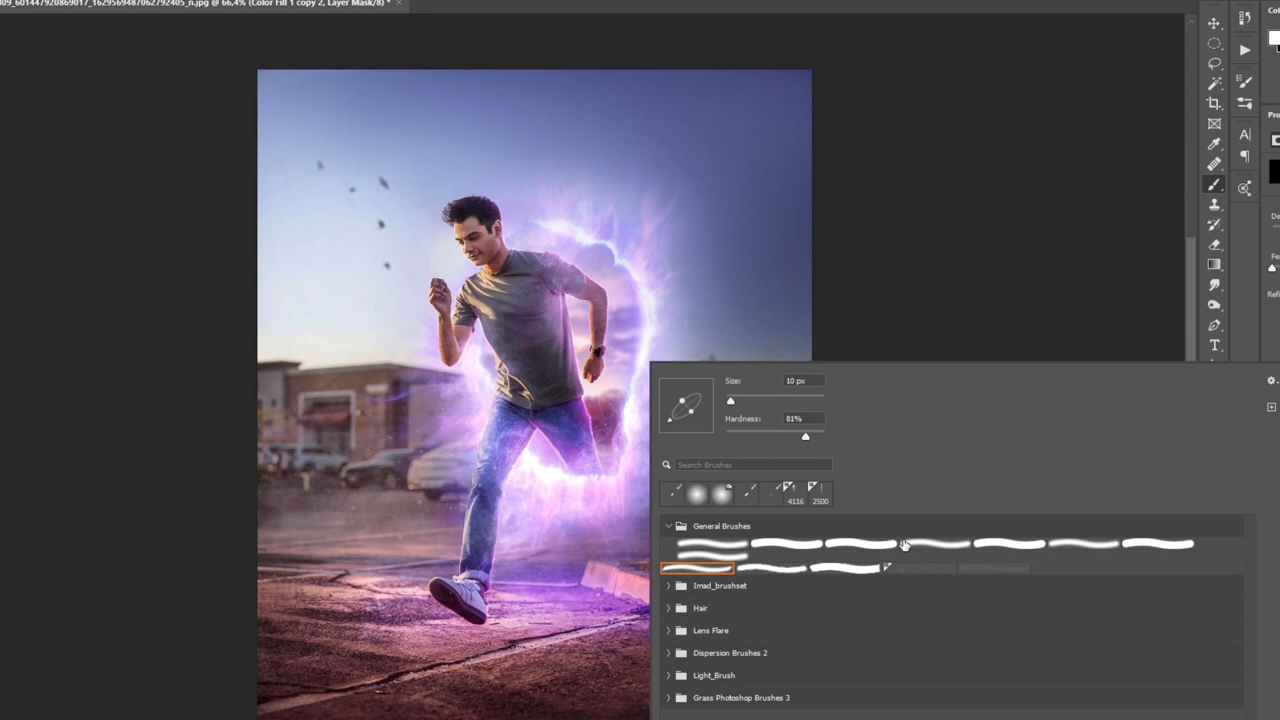 309_601447920869017_1629569487062792405_n.jpg @ 66,4% (Color Fill 1 copy 2, Layer Mask/8) *
Size: 10 px
Hardness: 81%
Search Brushes
4116 2500
General Brushes
Imad_brushset
Hair
Lens Flare
Dispersion Brushes 2
Light_Brush
Grass Photoshop Brushes 3